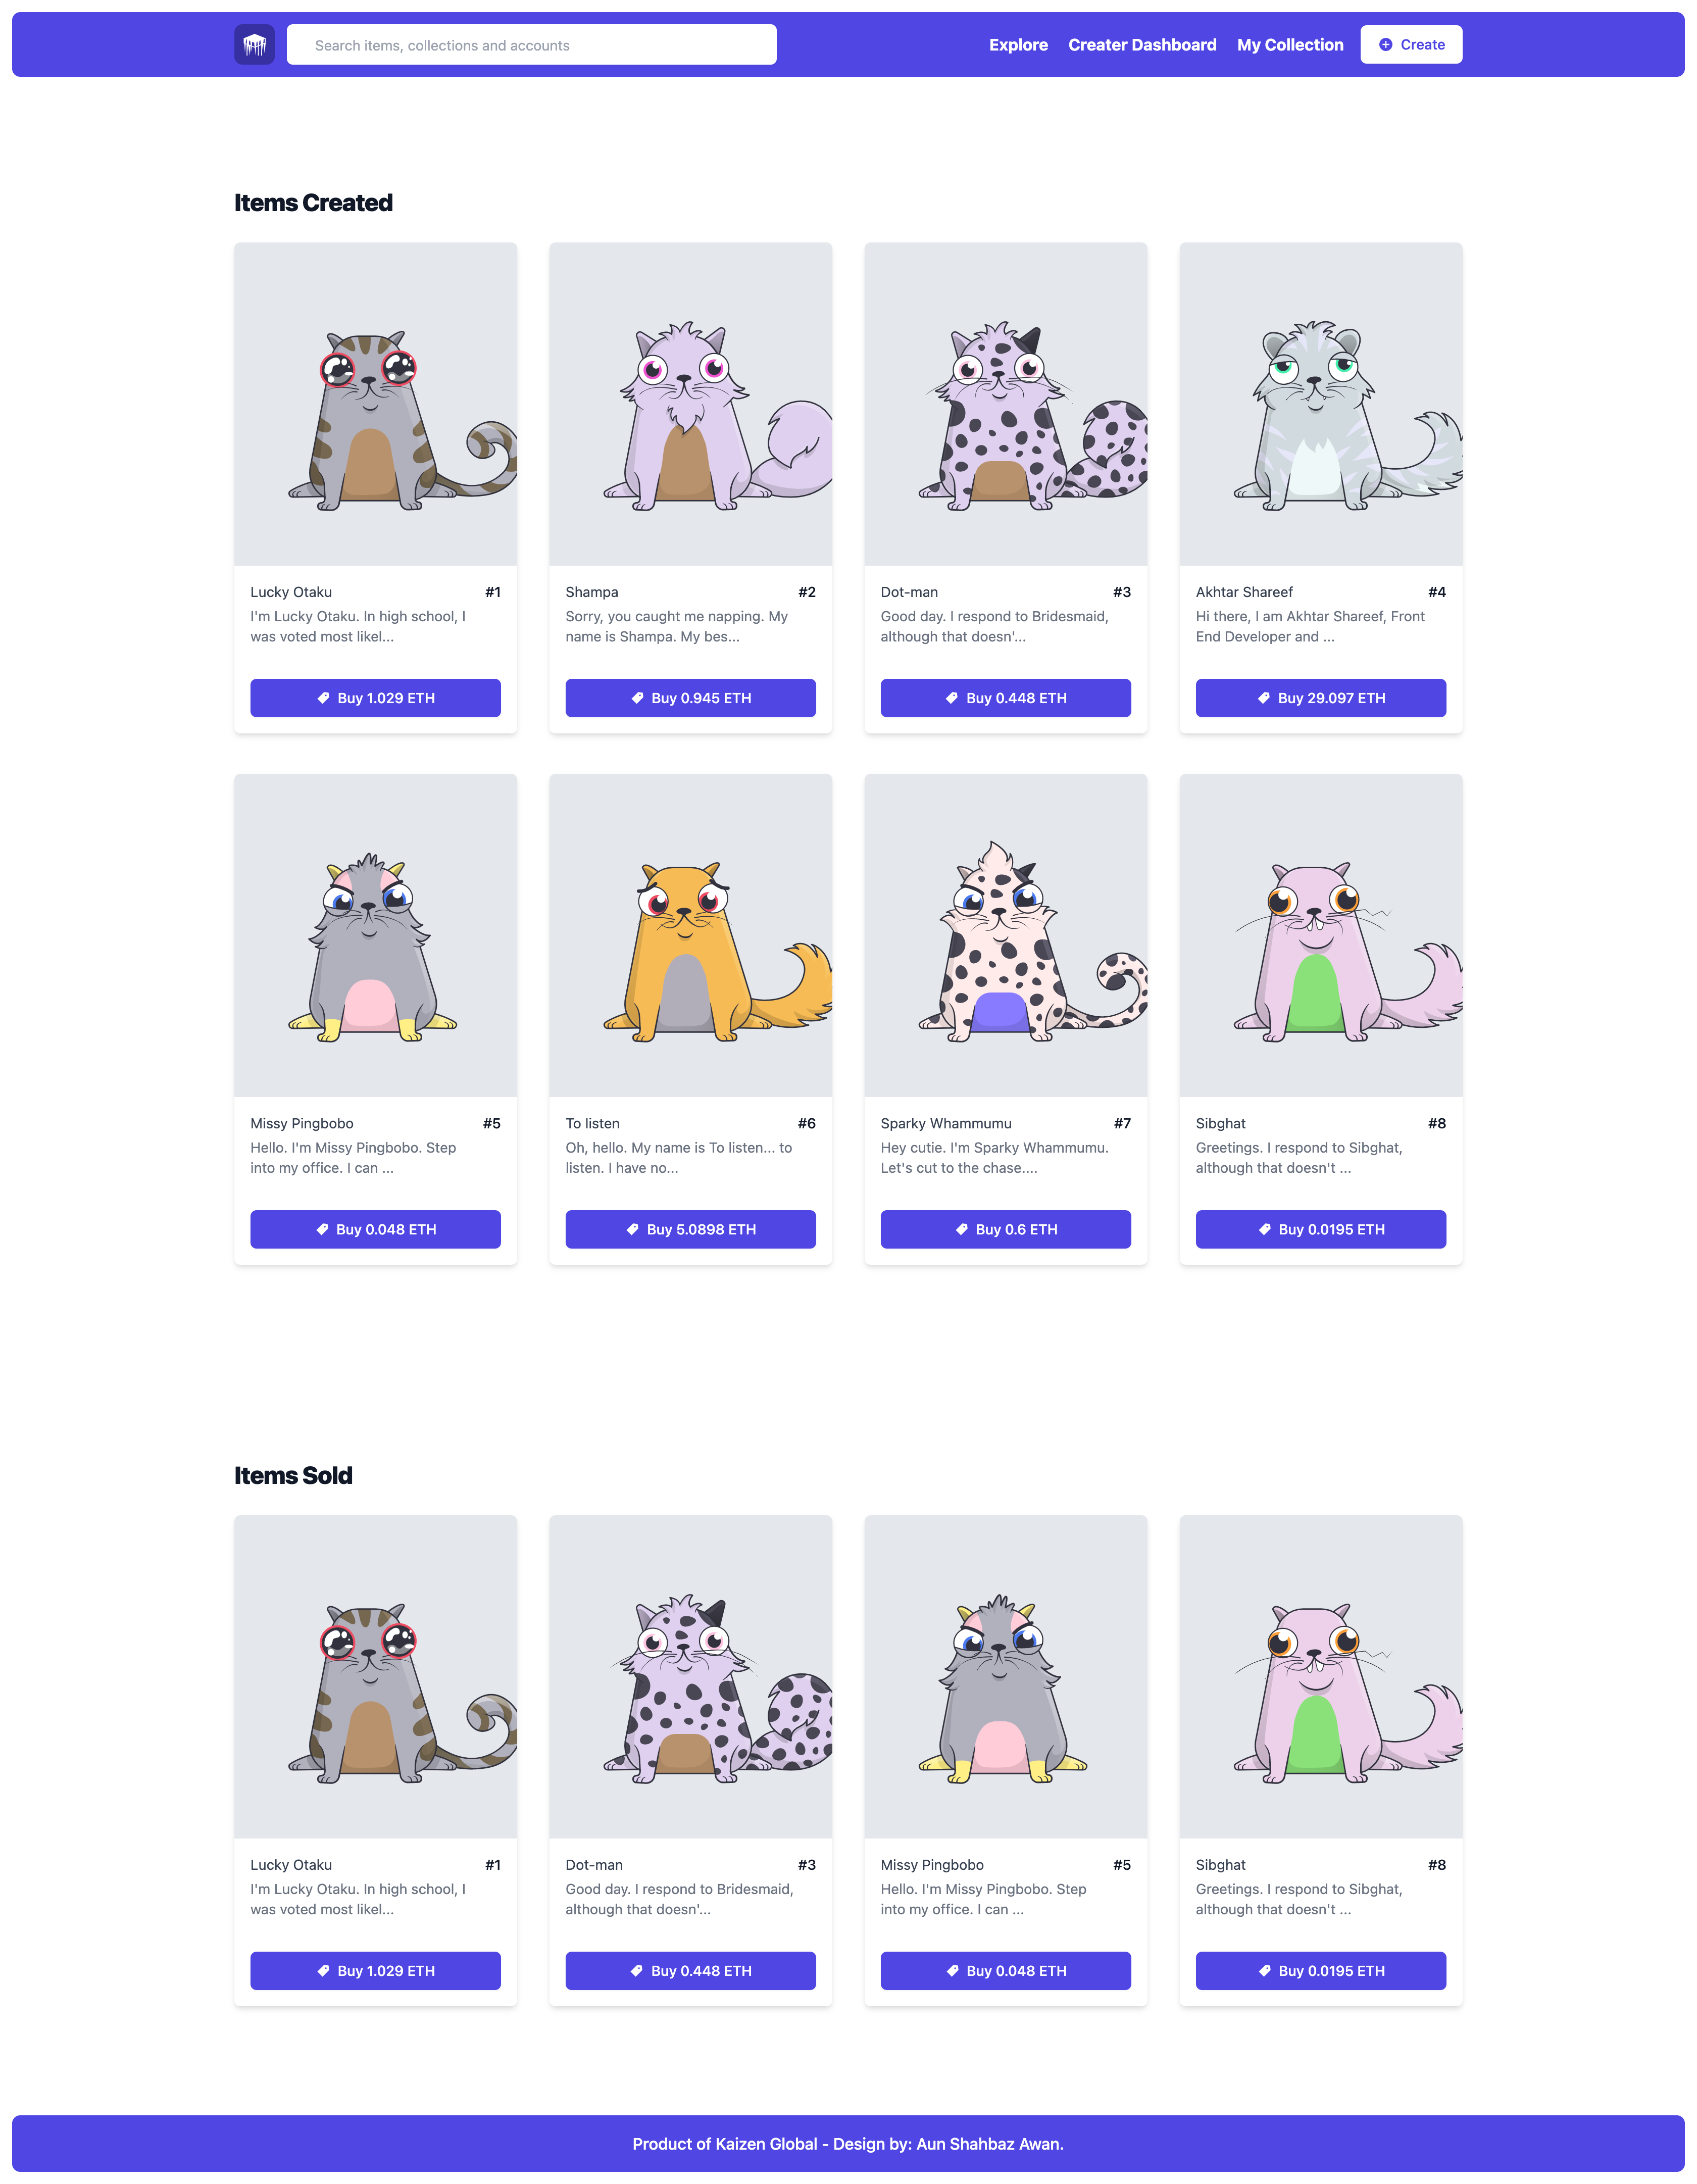 Search items, collections and accounts
Explore
Creater Dashboard
My Collection
Create
Items Created
Lucky Otaku #1
I'm Lucky Otaku. In high school, I
was voted most likel...
Buy 1.029 ETH
Shampa #2
Sorry, you caught me napping. My
name is Shampa. My bes...
Buy 0.945 ETH
Dot-man #3
Good day. I respond to Bridesmaid,
although that doesn'...
Buy 0.448 ETH
Akhtar Shareef #4
Hi there, I am Akhtar Shareef, Front
End Developer and ...
Buy 29.097 ETH
Missy Pingbobo #5
Hello. I'm Missy Pingbobo. Step
into my office. I can ...
Buy 0.048 ETH
To listen #6
Oh, hello. My name is To listen... to
listen. I have no...
Buy 5.0898 ETH
Sparky Whammumu #7
Hey cutie. I'm Sparky Whammumu.
Let's cut to the chase....
Buy 0.6 ETH
Sibghat #8
Greetings. I respond to Sibghat,
although that doesn't ...
Buy 0.0195 ETH
Items Sold
Lucky Otaku #1
I'm Lucky Otaku. In high school, I
was voted most likel...
Buy 1.029 ETH
Dot-man #3
Good day. I respond to Bridesmaid,
although that doesn'...
Buy 0.448 ETH
Missy Pingbobo #5
Hello. I'm Missy Pingbobo. Step
into my office. I can ...
Buy 0.048 ETH
Sibghat #8
Greetings. I respond to Sibghat,
although that doesn't ...
Buy 0.0195 ETH
Product of Kaizen Global - Design by: Aun Shahbaz Awan.